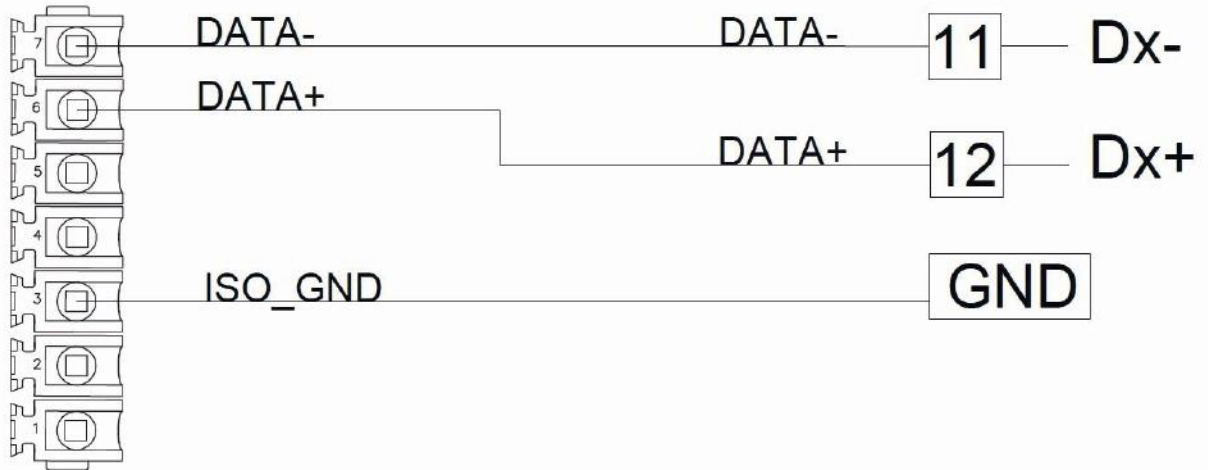 7 DATA- DATA- 11 Dx-
6 DATA+
5 DATA+ 12 Dx+
4
3 ISO_GND GND
2
1